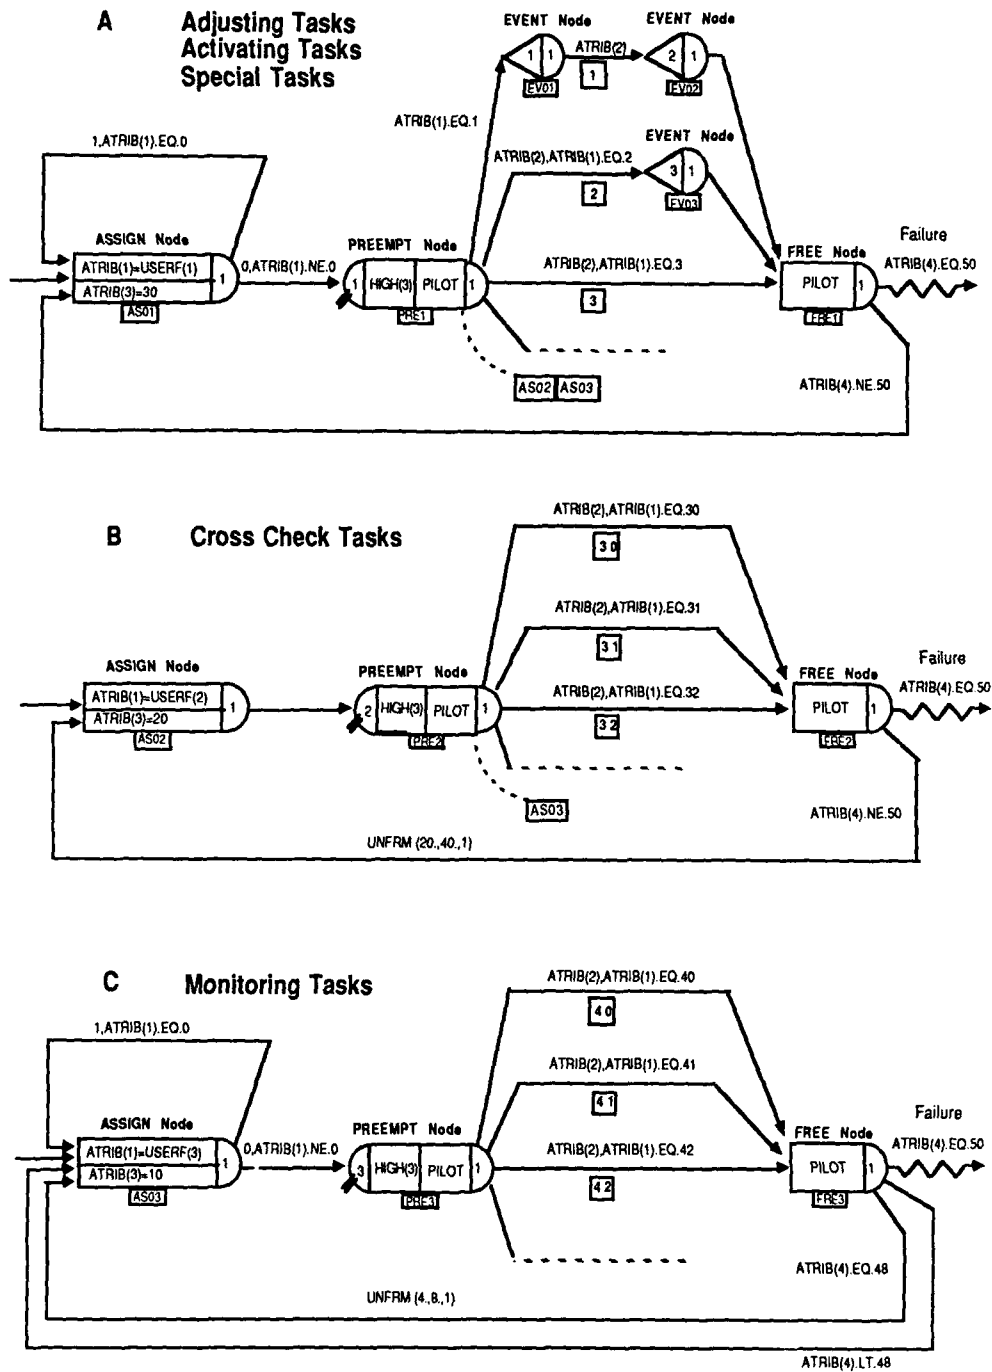 A
Adjusting Tasks
Activating Tasks
Special Tasks
EVENT Node
EVENT Node
1 1
ATRIB(2)
2 1
1
EV01
EV02
ATRIB(1).EQ.1
1,ATRIB(1).EQ.0
EVENT Node
ATRIB(2),ATRIB(1).EQ.2
3 1
2
EV03
ASSIGN Node
PREEMPT Node
FREE Node
Failure
ATRIB(1)=USERF(1)
ATRIB(3)=30
1
0,ATRIB(1).NE.0
1 HIGH(3) PILOT 1
ATRIB(2),ATRIB(1).EQ.3
PILOT 1
ATRIB(4).EQ.50
AS01
PRE1
3
FRE1
AS02 AS03
ATRIB(4).NE.50
B
Cross Check Tasks
ATRIB(2),ATRIB(1).EQ.30
30
ATRIB(2),ATRIB(1).EQ.31
31
ASSIGN Node
PREEMPT Node
FREE Node
Failure
ATRIB(1)=USERF(2)
ATRIB(3)=20
1
2 HIGH(3) PILOT 1
ATRIB(2),ATRIB(1).EQ.32
PILOT 1
ATRIB(4).EQ.50
AS02
PRE2
32
FRE2
AS03
ATRIB(4).NE.50
UNFRM (20.,40.,1)
C
Monitoring Tasks
ATRIB(2),ATRIB(1).EQ.40
40
1,ATRIB(1).EQ.0
ATRIB(2),ATRIB(1).EQ.41
41
ASSIGN Node
PREEMPT Node
FREE Node
Failure
ATRIB(1)=USERF(3)
ATRIB(3)=10
1
0,ATRIB(1).NE.0
3 HIGH(3) PILOT 1
ATRIB(2),ATRIB(1).EQ.42
PILOT 1
ATRIB(4).EQ.50
AS03
PRE3
42
FRE3
ATRIB(4).EQ.48
UNFRM (4.,8.,1)
ATRIB(4).LT.48